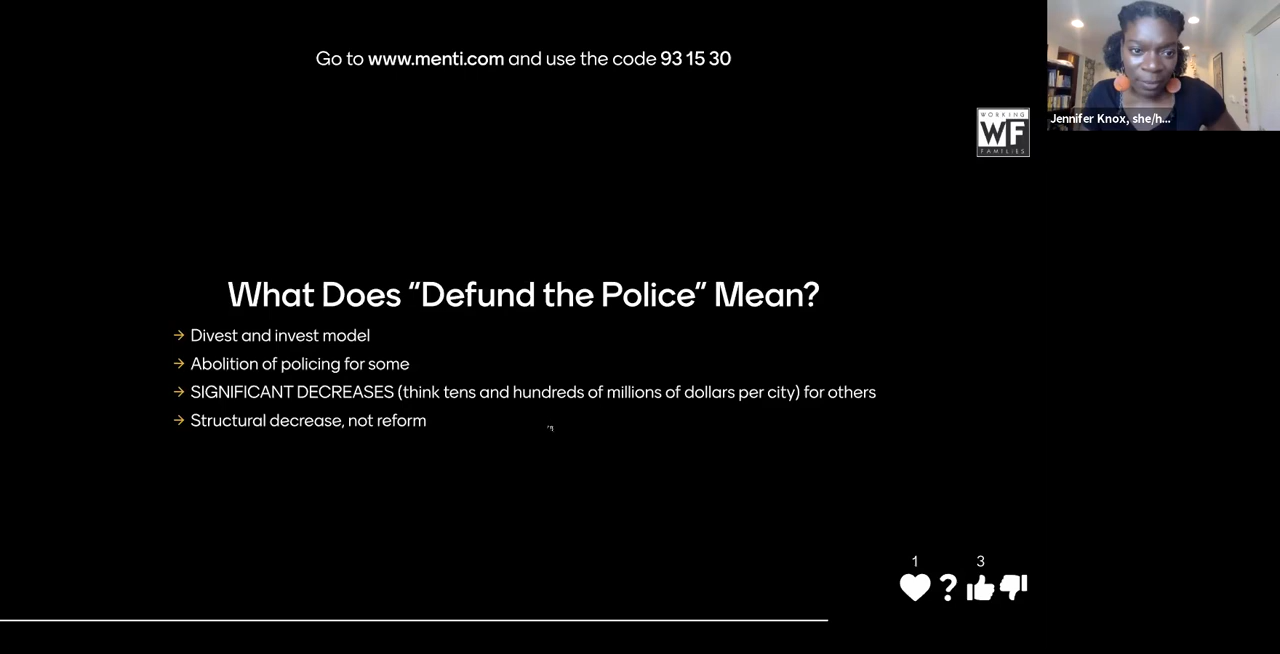 Go to www.menti.com and use the code 93 15 30
Jennifer Knox, she/h...
WORKING
WF
FAMILIES
What Does “Defund the Police” Mean?
→ Divest and invest model
→ Abolition of policing for some
→ SIGNIFICANT DECREASES (think tens and hundreds of millions of dollars per city) for others
→ Structural decrease, not reform
1 3
?